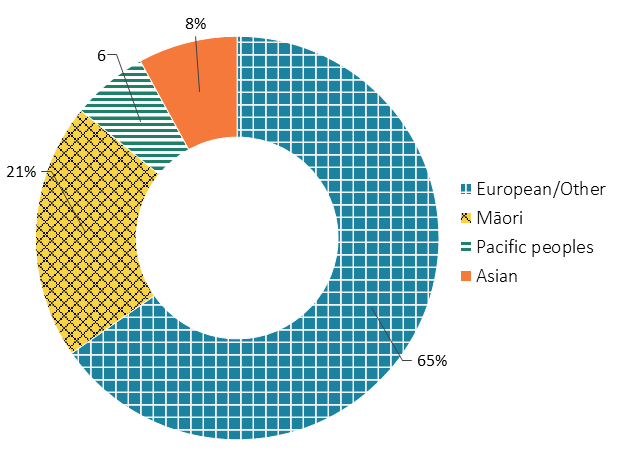 8%
6
21%
European/Other
Māori
Pacific peoples
Asian
65%